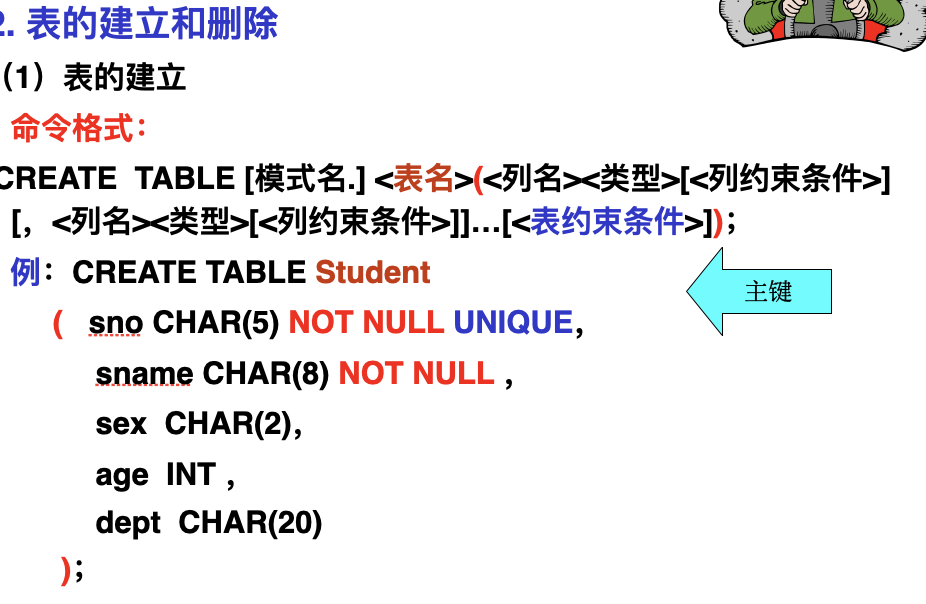 2. 表的建立和删除
（1）表的建立
命令格式：
CREATE TABLE [模式名.] <表名>(<列名><类型>[<列约束条件>]
[，<列名><类型>[<列约束条件>]]…[<表约束条件>])；
例：CREATE TABLE Student
主键
( sno CHAR(5) NOT NULL UNIQUE，
sname CHAR(8) NOT NULL ，
sex CHAR(2)，
age INT ，
dept CHAR(20)
)；